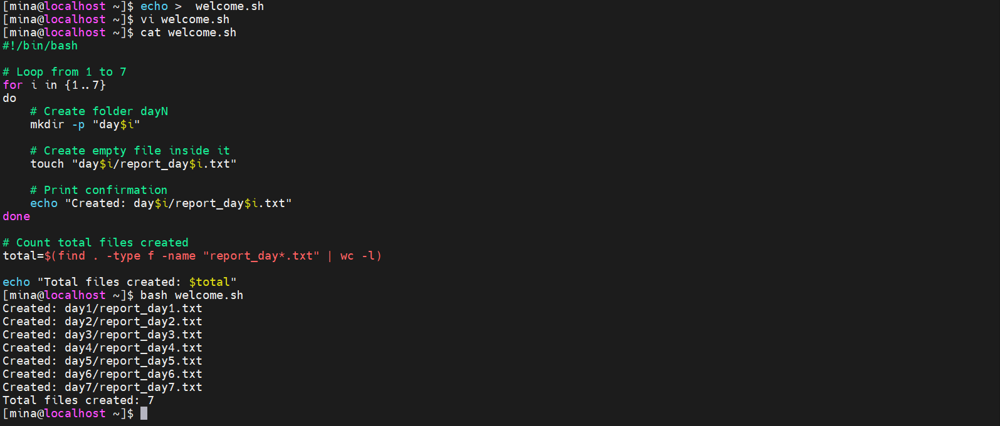 [mina@localhost ~]$ echo >  welcome.sh
[mina@localhost ~]$ vi welcome.sh
[mina@localhost ~]$ cat welcome.sh
#!/bin/bash

# Loop from 1 to 7
for i in {1..7}
do
    # Create folder dayN
    mkdir -p "day$i"

    # Create empty file inside it
    touch "day$i/report_day$i.txt"

    # Print confirmation
    echo "Created: day$i/report_day$i.txt"
done

# Count total files created
total=$(find . -type f -name "report_day*.txt" | wc -l)

echo "Total files created: $total"
[mina@localhost ~]$ bash welcome.sh
Created: day1/report_day1.txt
Created: day2/report_day2.txt
Created: day3/report_day3.txt
Created: day4/report_day4.txt
Created: day5/report_day5.txt
Created: day6/report_day6.txt
Created: day7/report_day7.txt
Total files created: 7
[mina@localhost ~]$